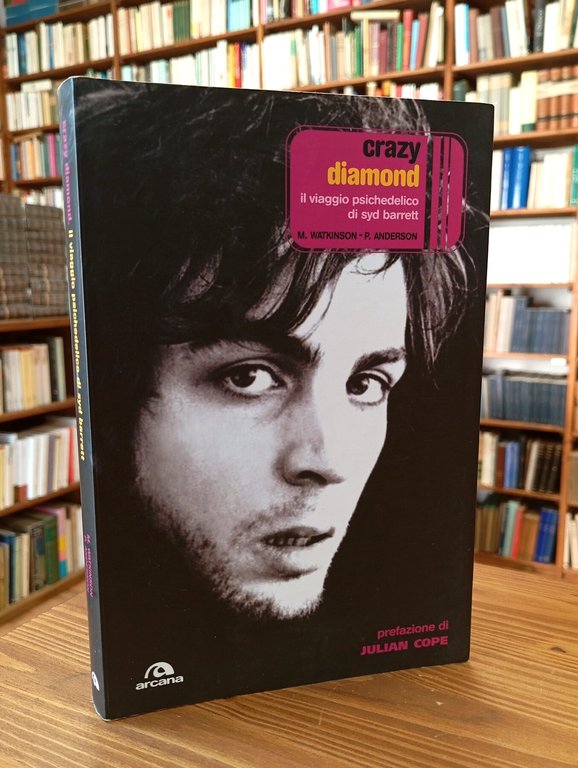 crazy
diamond
il viaggio psichedelico
di syd barrett
M. WATKINSON - P. ANDERSON
prefazione di
JULIAN COPE
arcana
crazy diamond il viaggio psichedelico di syd barrett
M. WATKINSON